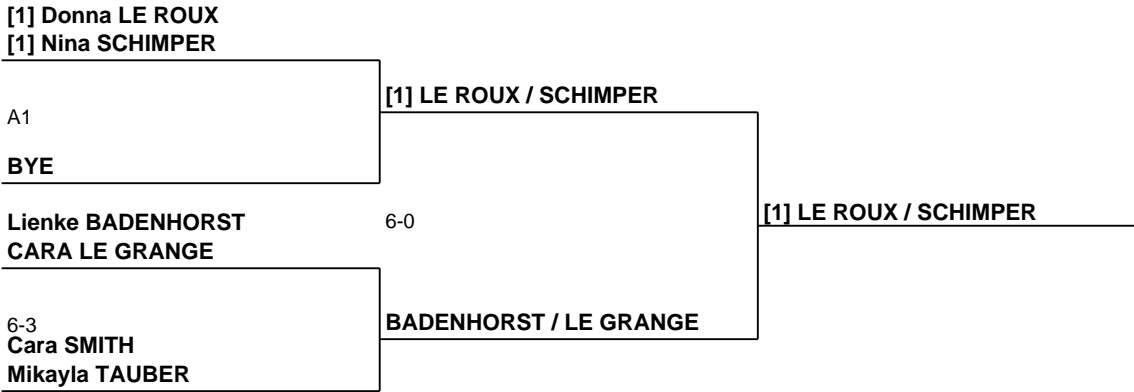 [1] Donna LE ROUX
[1] Nina SCHIMPER
[1] LE ROUX / SCHIMPER
A1
BYE
[1] LE ROUX / SCHIMPER
Lienke BADENHORST
6-0
CARA LE GRANGE
BADENHORST / LE GRANGE
6-3
Cara SMITH
Mikayla TAUBER